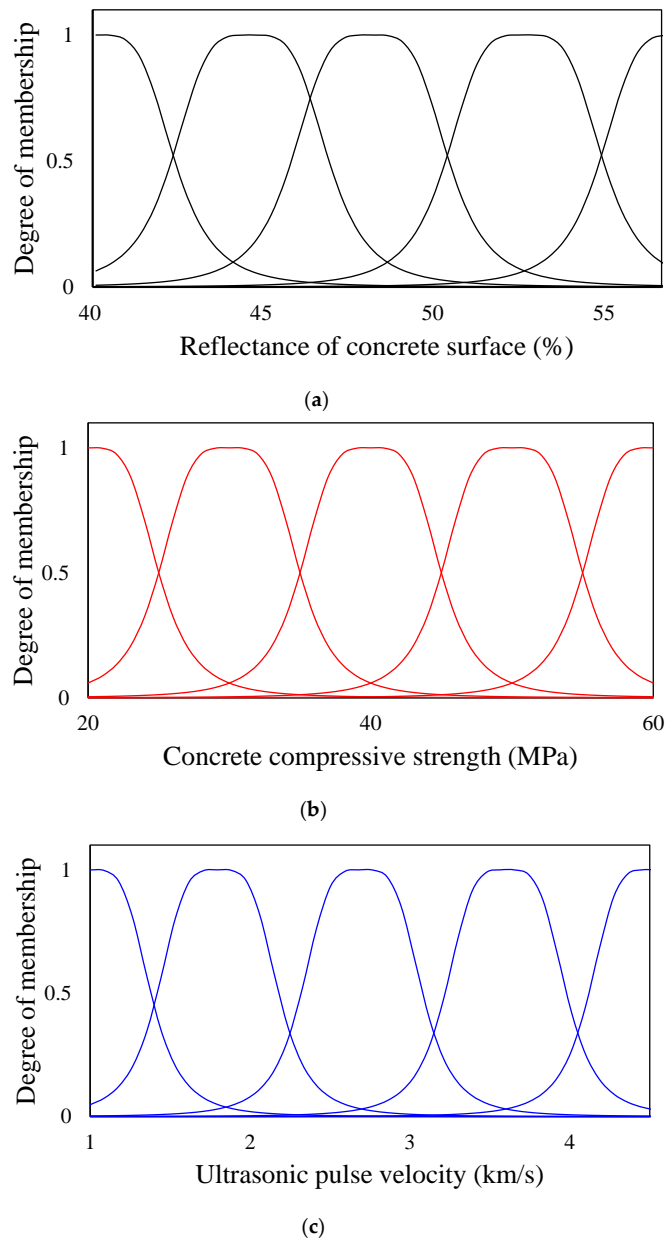 1
0.5
0
Degree of membership
40 45 50 55
Reflectance of concrete surface (%)
(a)
1
0.5
0
Degree of membership
20 40 60
Concrete compressive strength (MPa)
(b)
1
0.5
0
Degree of membership
1 2 3 4
Ultrasonic pulse velocity (km/s)
(c)